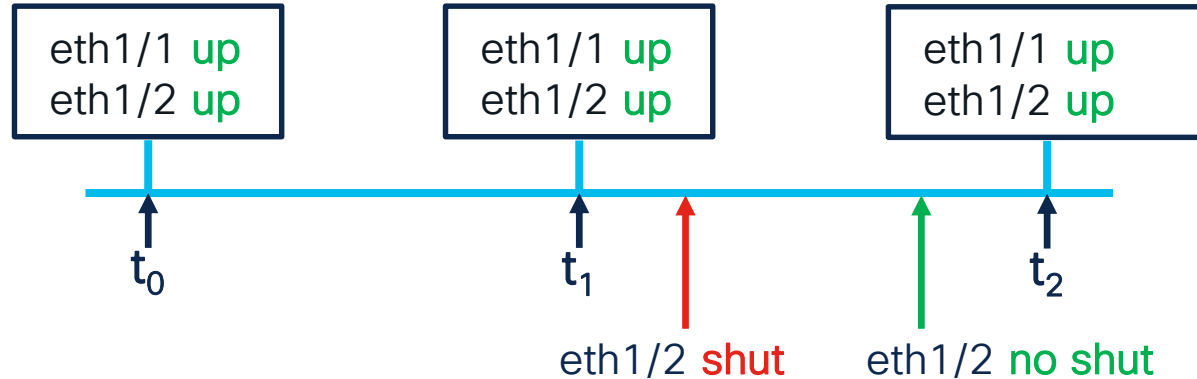 eth1/1 up
eth1/2 up
eth1/1 up
eth1/2 up
eth1/1 up
eth1/2 up
t₀
t₁
t₂
eth1/2 shut
eth1/2 no shut